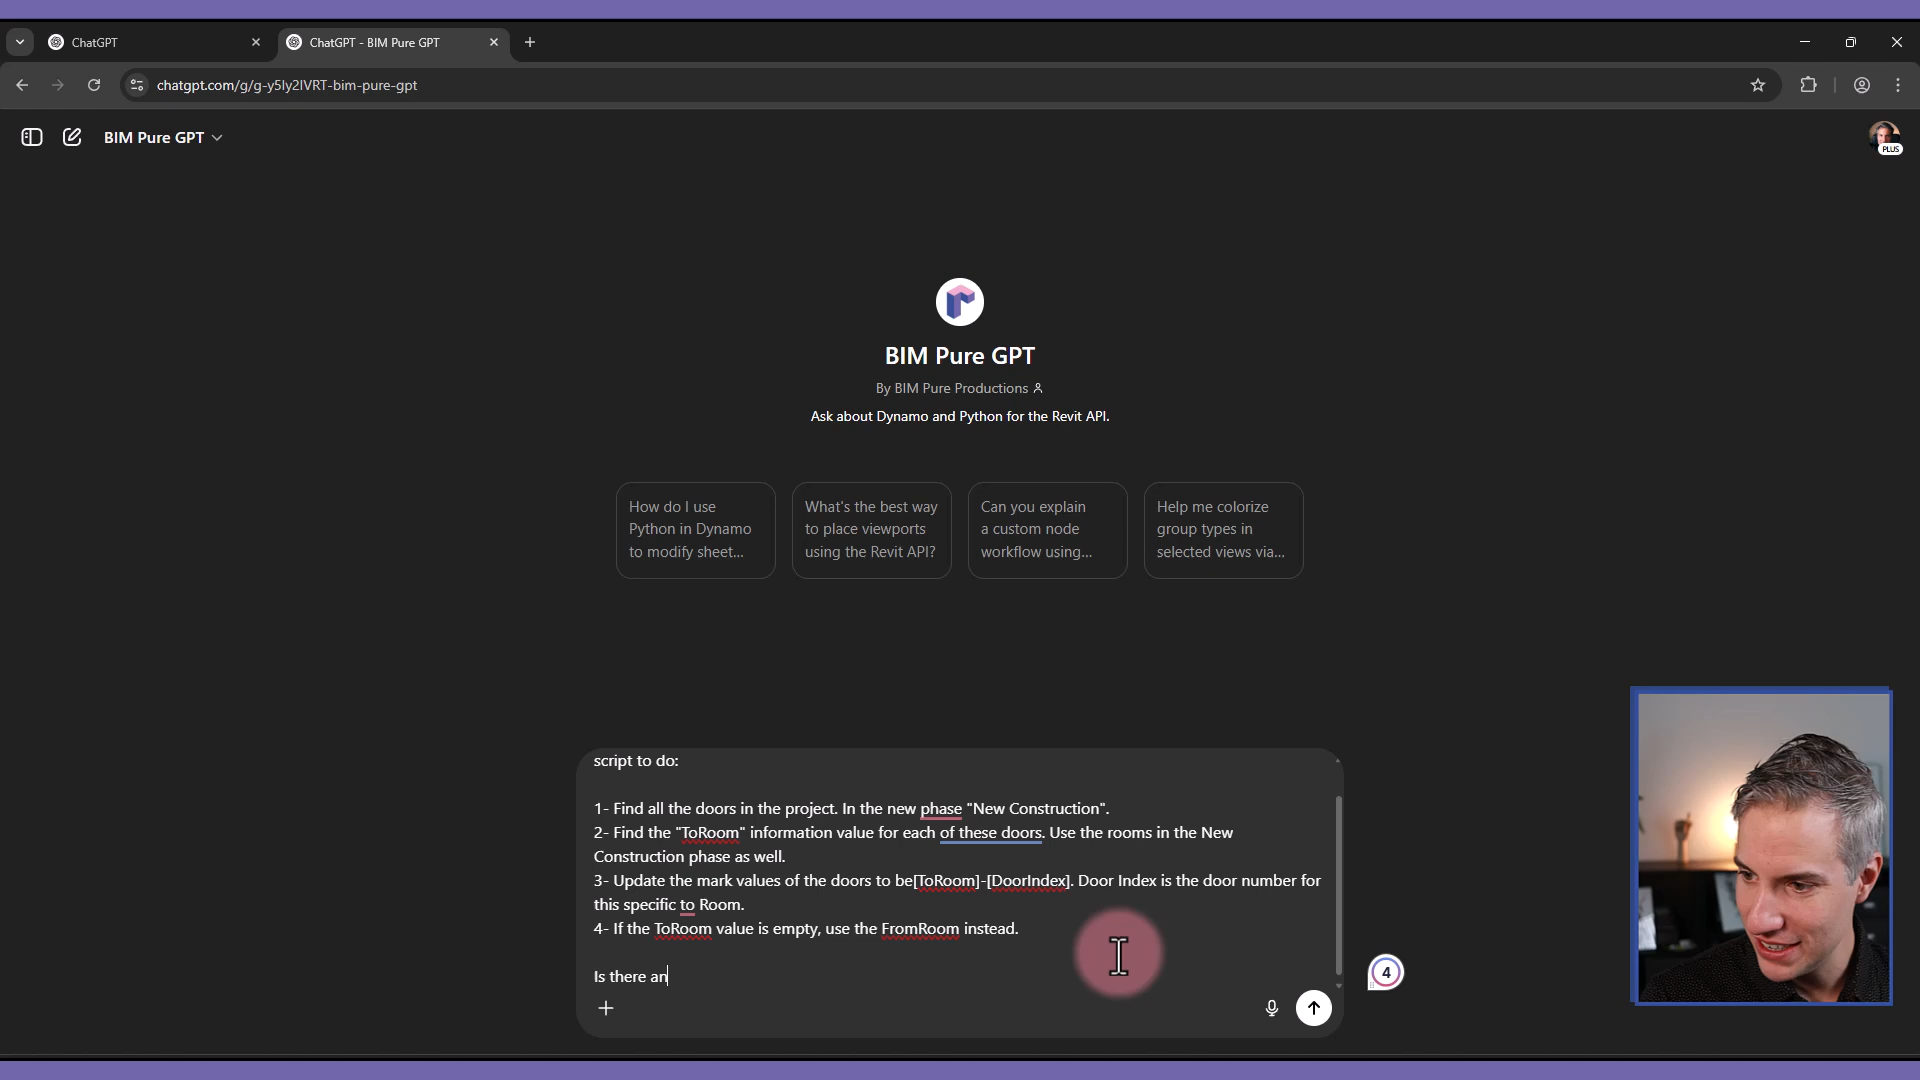 ChatGPT
ChatGPT - BIM Pure GPT
chatgpt.com/g/g-y5ly2lVRT-bim-pure-gpt
BIM Pure GPT
PLUS
BIM Pure GPT
By BIM Pure Productions
Ask about Dynamo and Python for the Revit API.
How do I use
Python in Dynamo
to modify sheet...
What's the best way
to place viewports
using the Revit API?
Can you explain
a custom node
workflow using...
Help me colorize
group types in
selected views via...
script to do:
1- Find all the doors in the project. In the new phase "New Construction".
2- Find the "ToRoom" information value for each of these doors. Use the rooms in the New
Construction phase as well.
3- Update the mark values of the doors to be[ToRoom]-[DoorIndex]. Door Index is the door number for
this specific to Room.
4- If the ToRoom value is empty, use the FromRoom instead.
Is there an
4